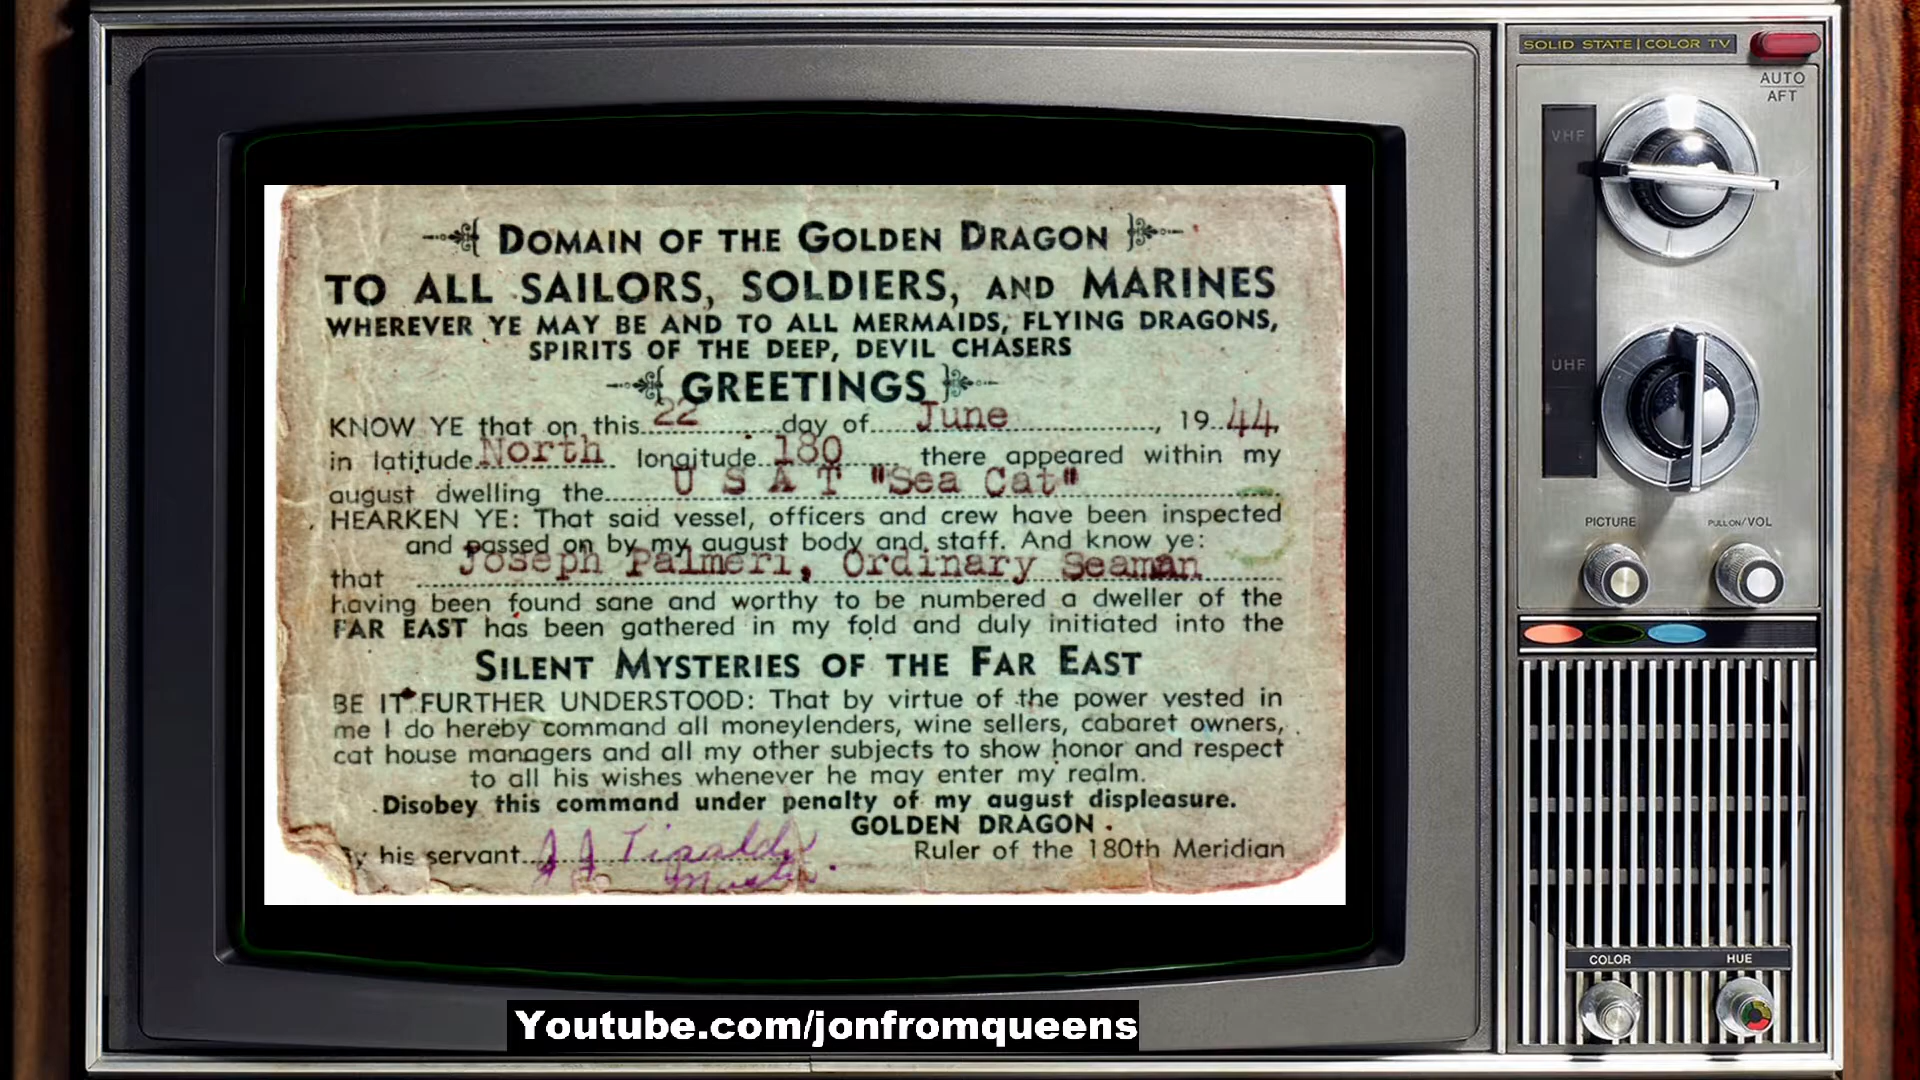 DOMAIN OF THE GOLDEN DRAGON
TO ALL SAILORS, SOLDIERS, AND MARINES
WHEREVER YE MAY BE AND TO ALL MERMAIDS, FLYING DRAGONS,
SPIRITS OF THE DEEP, DEVIL CHASERS
GREETINGS
KNOW YE that on this 22 day of June, 1944,
in latitude North longitude 180 there appeared within my
august dwelling the U S A T "Sea Cat"
HEARKEN YE: That said vessel, officers and crew have been inspected
and passed on by my august body and staff. And know ye:
that Joseph Palmeri, Ordinary Seaman
having been found sane and worthy to be numbered a dweller of the
FAR EAST has been gathered in my fold and duly initiated into the
SILENT MYSTERIES OF THE FAR EAST
BE IT FURTHER UNDERSTOOD: That by virtue of the power vested in
me I do hereby command all moneylenders, wine sellers, cabaret owners,
cat house managers and all my other subjects to show honor and respect
to all his wishes whenever he may enter my realm.
Disobey this command under penalty of my august displeasure.
GOLDEN DRAGON
By his servant
Ruler of the 180th Meridian
SOLID STATE | COLOR TV
AUTO
AFT
VHF
UHF
PICTURE
PULL ON/VOL
COLOR
HUE
Youtube.com/jonfromqueens